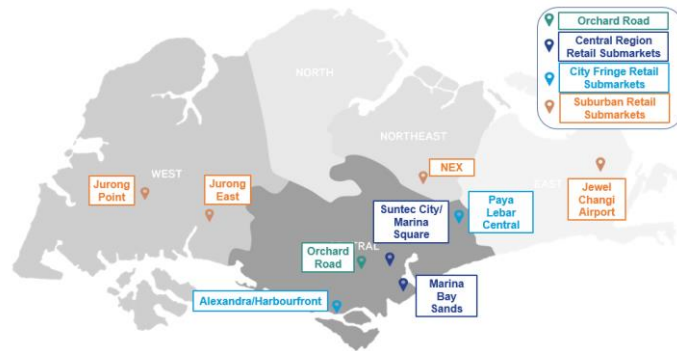 Orchard Road
Central Region
Retail Submarkets
City Fringe Retail
Submarkets
Suburban Retail
Submarkets
NORTH
NORTHEAST
WEST
NEX
EAST
Jurong
Point
Jurong
East
Jewel
Changi
Airport
Paya
Lebar
Central
Suntec City/
Marina
Square
Orchard
Road
TRAL
Marina
Bay
Sands
Alexandra/Harbourfront